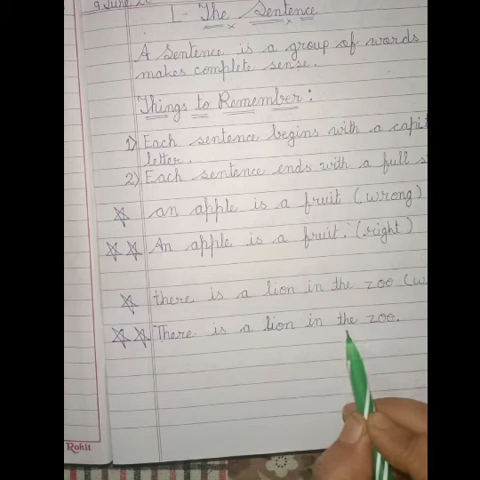 9 June
1- The Sentence
A sentence is a group of words
makes complete sense.
Things to Remember:
1) Each sentence begins with a
letter.
2) Each sentence ends with a full
an apple is a fruit (wrong)
An apple is a fruit. (right)
there is a lion in the zoo
There is a lion in the zoo.
Rohit